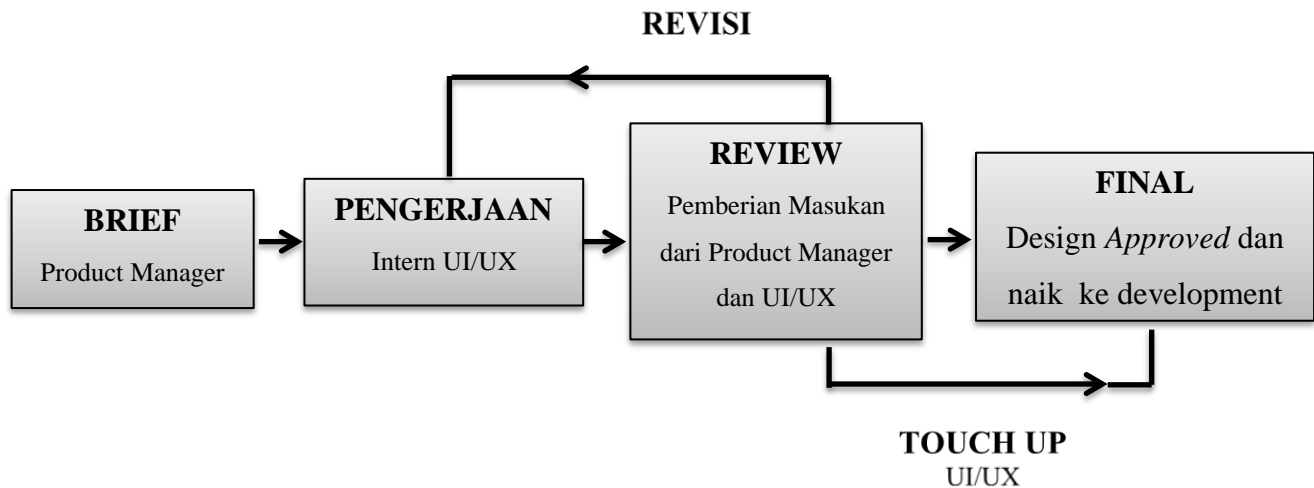 REVISI
BRIEF
Product Manager
PENGERJAAN
Intern UI/UX
REVIEW
Pemberian Masukan
dari Product Manager
dan UI/UX
FINAL
Design Approved dan
naik ke development
TOUCH UP
UI/UX